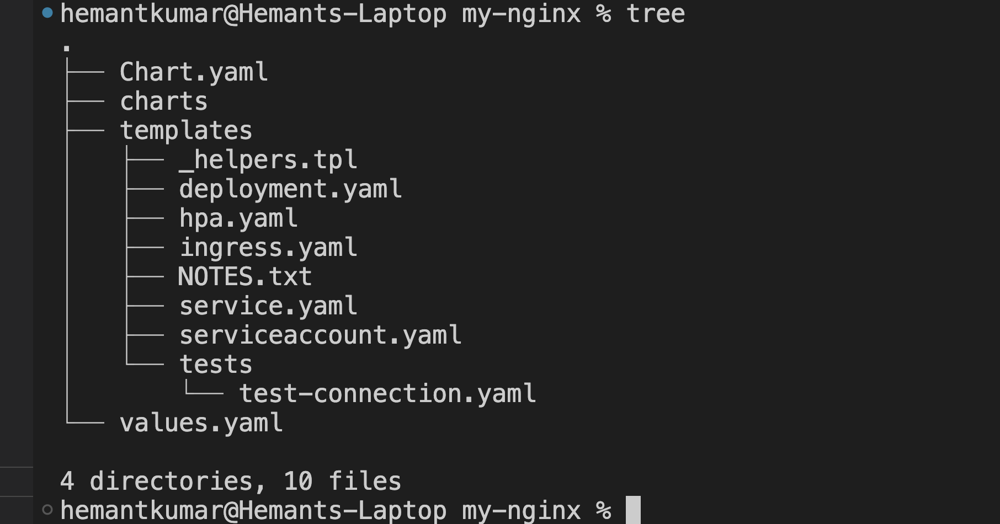 hemantkumar@Hemants-Laptop my-nginx % tree
.
├── Chart.yaml
├── charts
├── templates
│   ├── _helpers.tpl
│   ├── deployment.yaml
│   ├── hpa.yaml
│   ├── ingress.yaml
│   ├── NOTES.txt
│   ├── service.yaml
│   ├── serviceaccount.yaml
│   └── tests
│       └── test-connection.yaml
└── values.yaml
4 directories, 10 files
hemantkumar@Hemants-Laptop my-nginx %